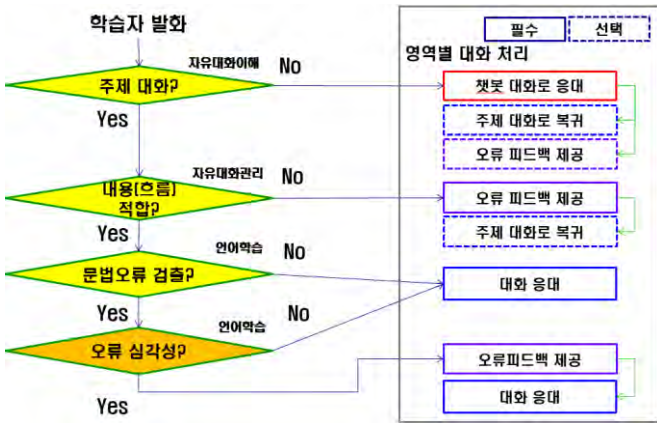 학습자 발화
필수
선택
영역별 대화 처리
자유대화이해
주제 대화?
No
Yes
챗봇 대화로 응대
주제 대화로 복귀
오류 피드백 제공
자유대화관리
대용(흐름)
적합?
No
Yes
오류 피드백 제공
주제 대화로 복귀
언어학습
문법오류 검출?
No
Yes
대화 응대
언어학습
오류 심각성?
No
Yes
오류피드백 제공
대화 응대